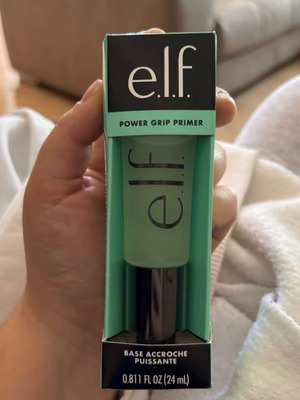 e.l.f.
POWER GRIP PRIMER
e.l.f.
BASE ACCROCHE
PUISSANTE
0.811 FL OZ (24 mL)